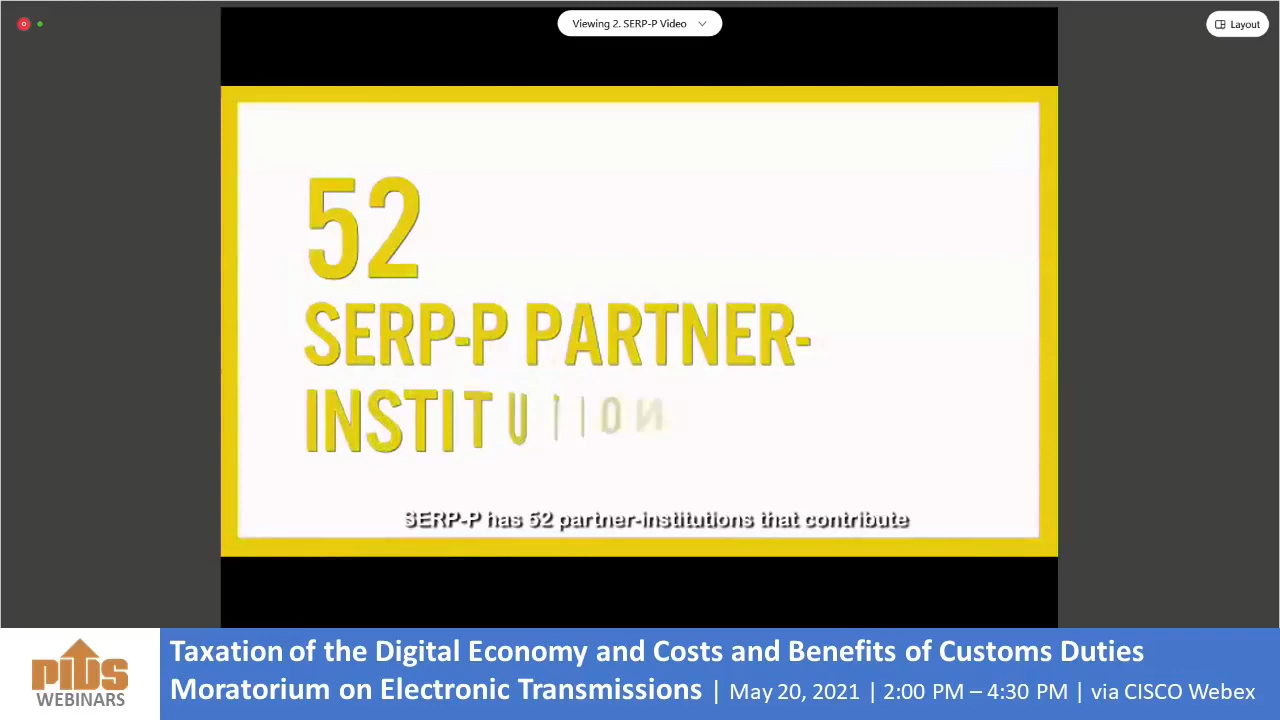 Viewing 2. SERP-P Video
Layout
52
SERP-P PARTNER-
INSTITUTION
SERP-P has 52 partner-institutions that contribute
PIDS
WEBINARS
Taxation of the Digital Economy and Costs and Benefits of Customs Duties
Moratorium on Electronic Transmissions | May 20, 2021 | 2:00 PM – 4:30 PM | via CISCO Webex